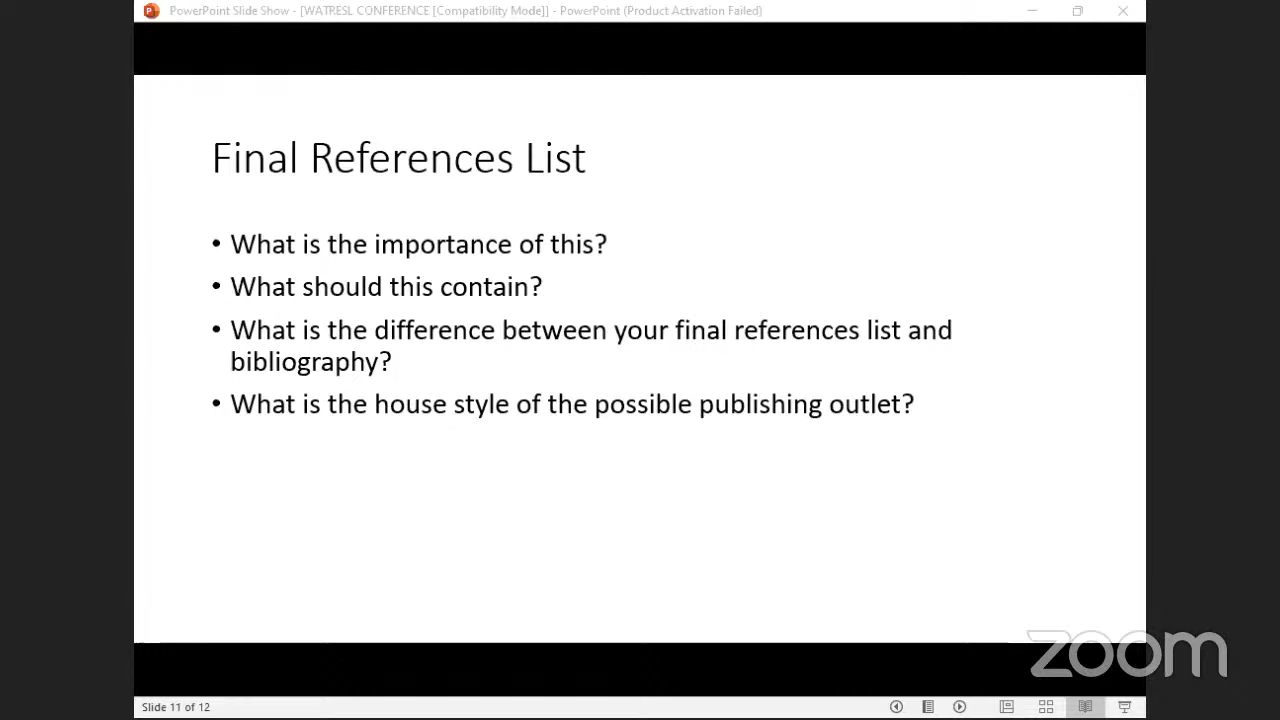 PowerPoint Slide Show - [WATRESL CONFERENCE [Compatibility Mode]] - PowerPoint (Product Activation Failed)
Final References List
• What is the importance of this?
• What should this contain?
• What is the difference between your final references list and
bibliography?
• What is the house style of the possible publishing outlet?
zoom
Slide 11 of 12